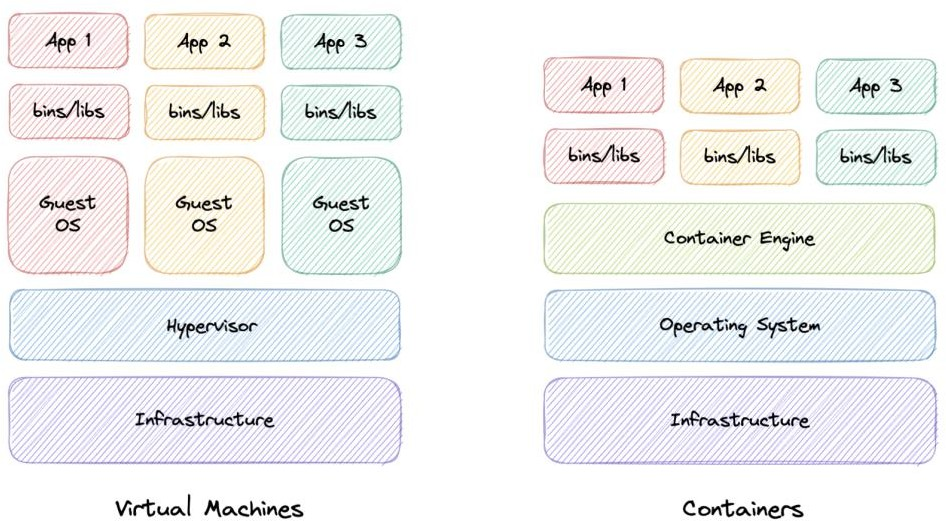 App 1
App 2
App 3
bins/libs
bins/libs
bins/libs
Guest
OS
Guest
OS
Guest
OS
Hypervisor
Infrastructure
Virtual Machines
App 1
App 2
App 3
bins/libs
bins/libs
bins/libs
Container Engine
Operating System
Infrastructure
Containers